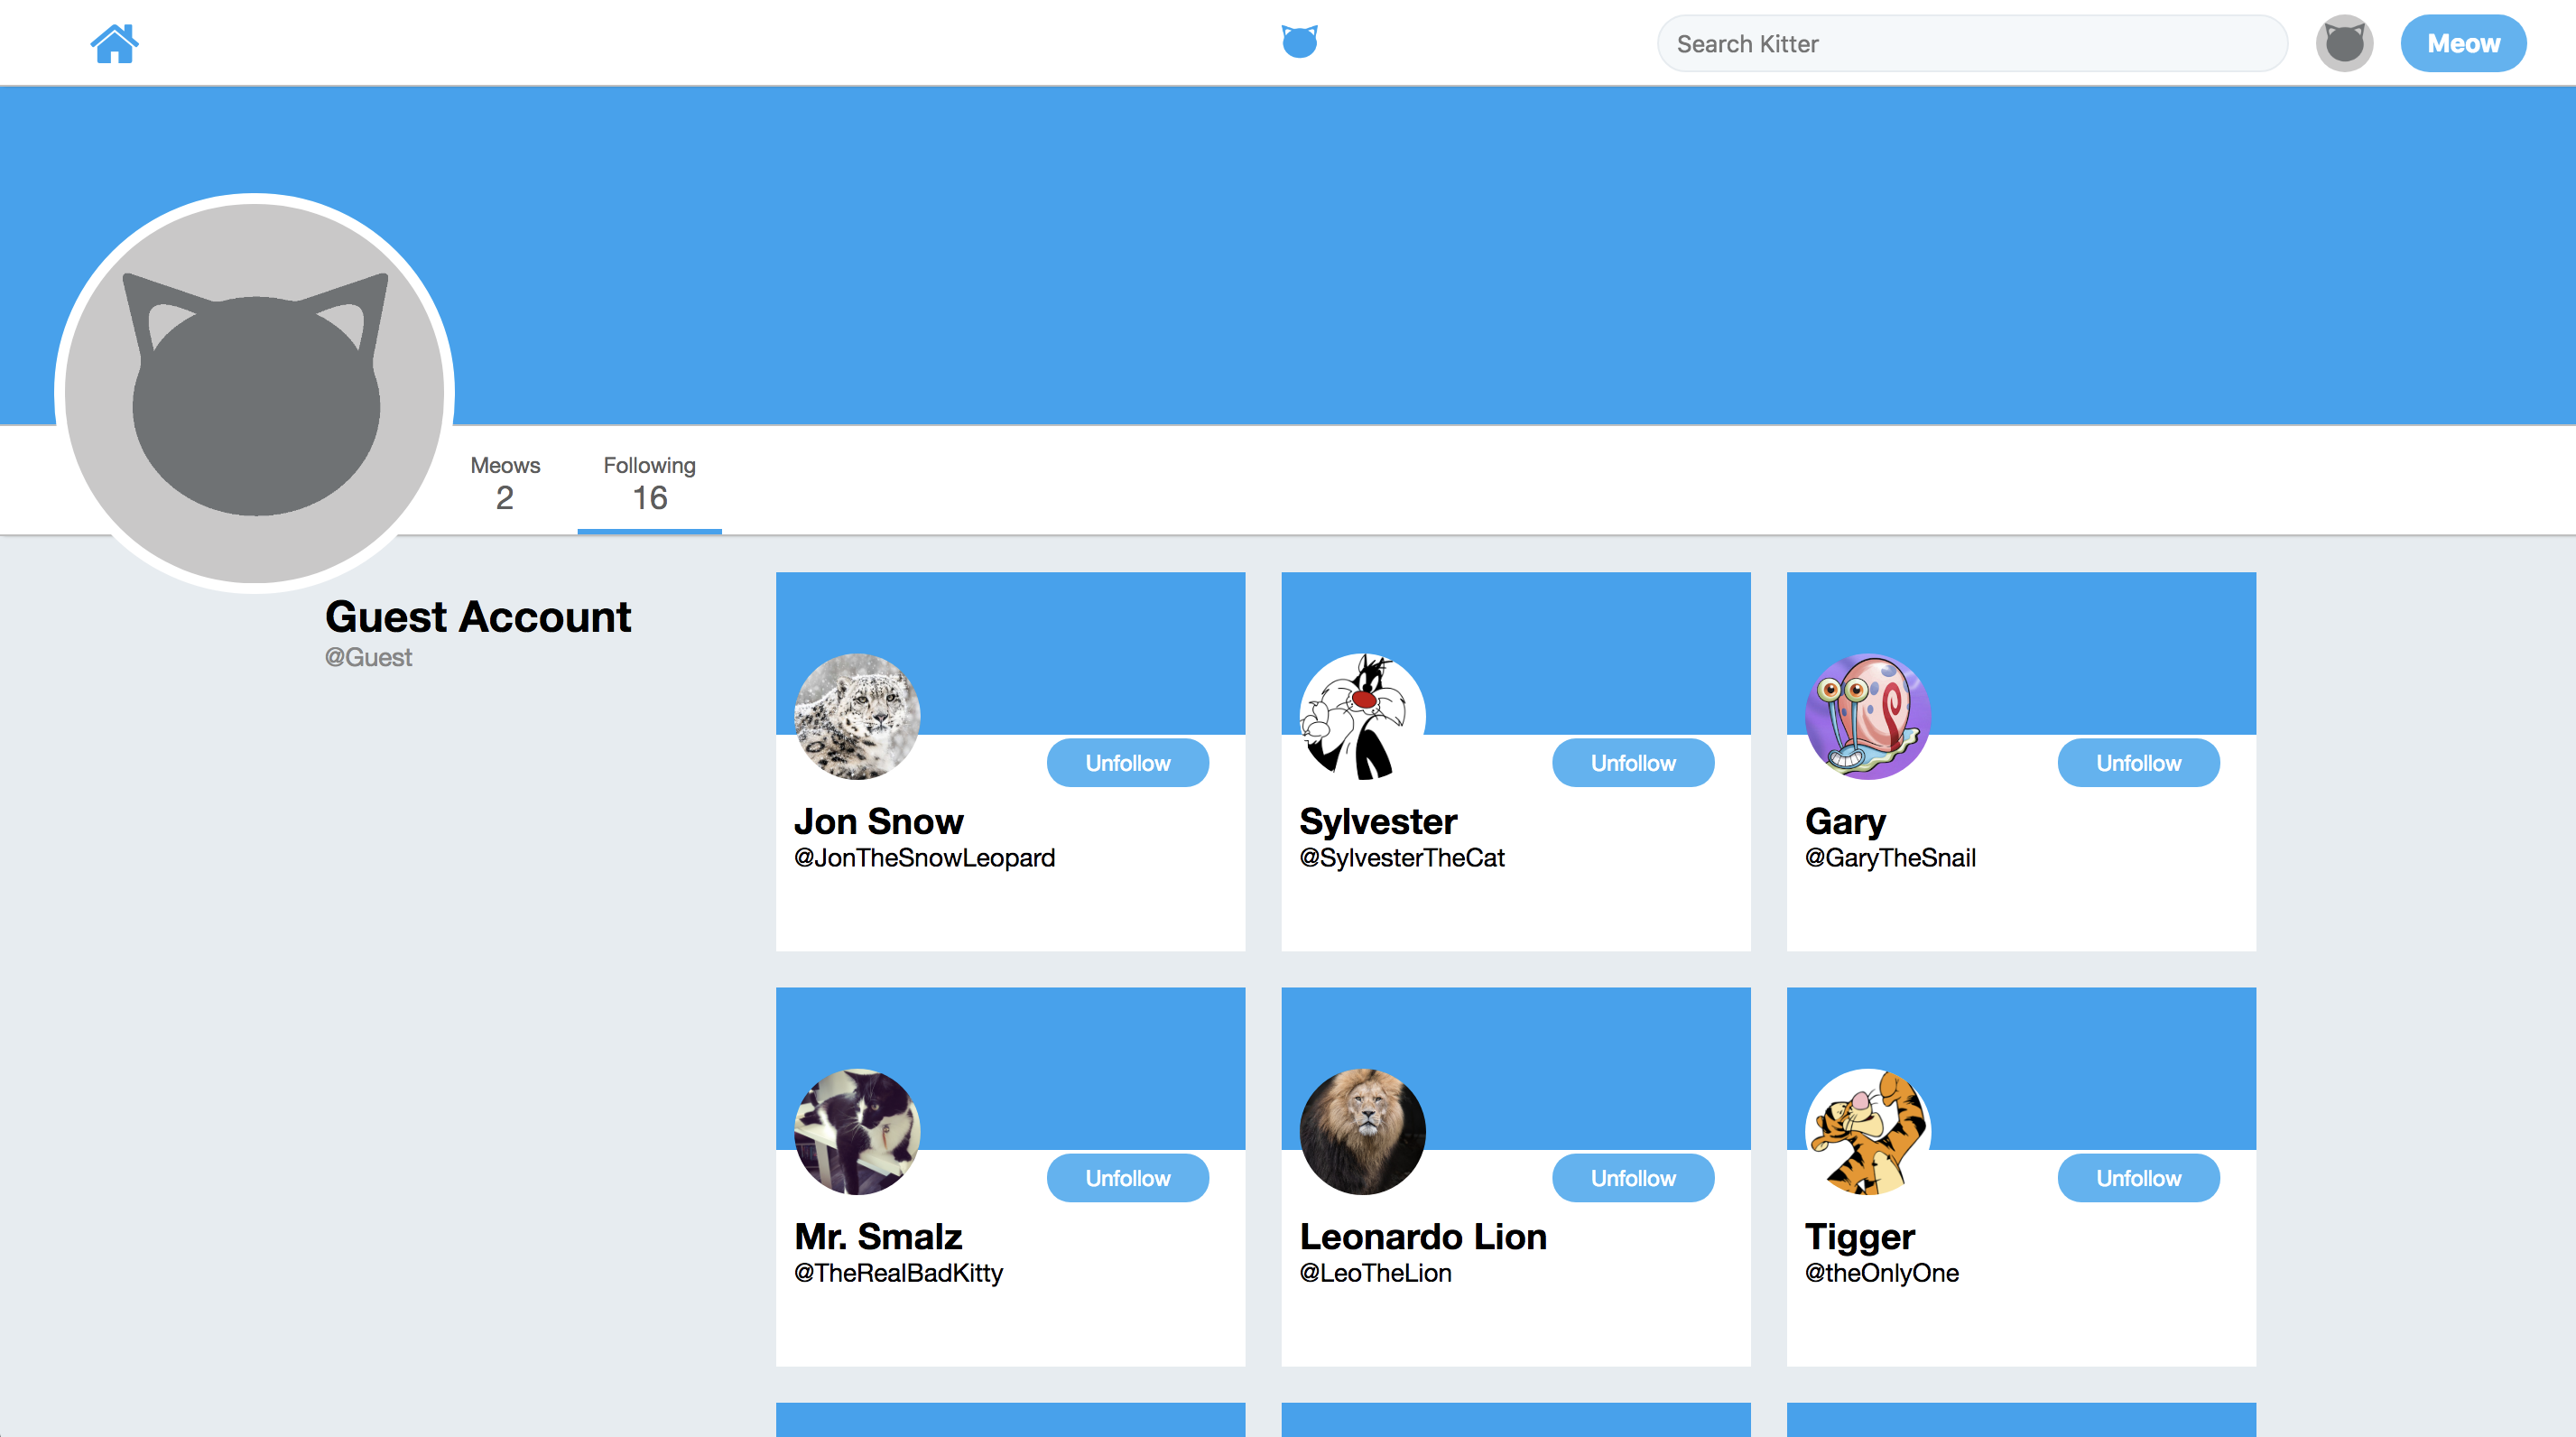 Search Kitter
Meow
Meows
2
Following
16
Guest Account
@Guest
Unfollow
Jon Snow
@JonTheSnowLeopard
Unfollow
Sylvester
@SylvesterTheCat
Unfollow
Gary
@GaryTheSnail
Unfollow
Mr. Smalz
@TheRealBadKitty
Unfollow
Leonardo Lion
@LeoTheLion
Unfollow
Tigger
@theOnlyOne